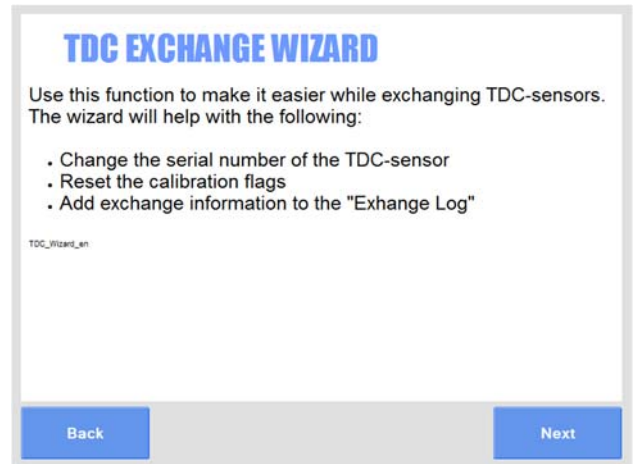 TDC EXCHANGE WIZARD
Use this function to make it easier while exchanging TDC-sensors.
The wizard will help with the following:
• Change the serial number of the TDC-sensor
• Reset the calibration flags
• Add exchange information to the "Exhange Log"
TDC_Wizard_en
Back
Next